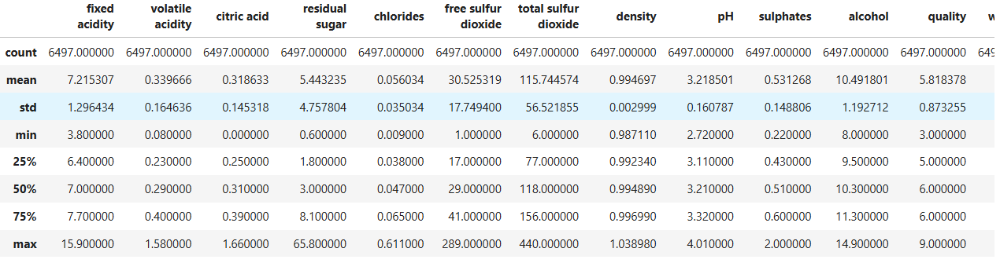 fixed acidity volatile acidity citric acid residual sugar chlorides free sulfur dioxide total sulfur dioxide density pH sulphates alcohol quality
count 6497.000000 6497.000000 6497.000000 6497.000000 6497.000000 6497.000000 6497.000000 6497.000000 6497.000000 6497.000000 6497.000000 6497.000000
mean 7.215307 0.339666 0.318633 5.443235 0.056034 30.525319 115.744574 0.994697 3.218501 0.531268 10.491801 5.818378
std 1.296434 0.164636 0.145318 4.757804 0.035034 17.749400 56.521855 0.002999 0.160787 0.148806 1.192712 0.873255
min 3.800000 0.080000 0.000000 0.600000 0.009000 1.000000 6.000000 0.987110 2.720000 0.220000 8.000000 3.000000
25% 6.400000 0.230000 0.250000 1.800000 0.038000 17.000000 77.000000 0.992340 3.110000 0.430000 9.500000 5.000000
50% 7.000000 0.290000 0.310000 3.000000 0.047000 29.000000 118.000000 0.994890 3.210000 0.510000 10.300000 6.000000
75% 7.700000 0.400000 0.390000 8.100000 0.065000 41.000000 156.000000 0.996990 3.320000 0.600000 11.300000 6.000000
max 15.900000 1.580000 1.660000 65.800000 0.611000 289.000000 440.000000 1.038980 4.010000 2.000000 14.900000 9.000000